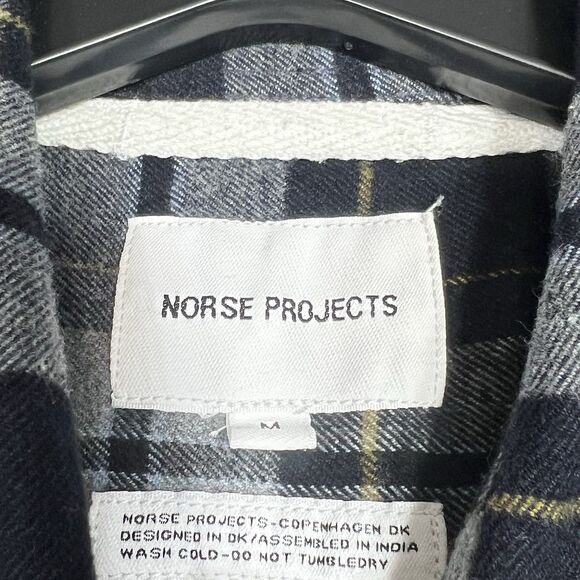 NORSE PROJECTS
M
NORSE PROJECTS-COPENHAGEN DK
DESIGNED IN DK/ASSEMBLED IN INDIA
WASH COLD-DO NOT TUMBLEDRY